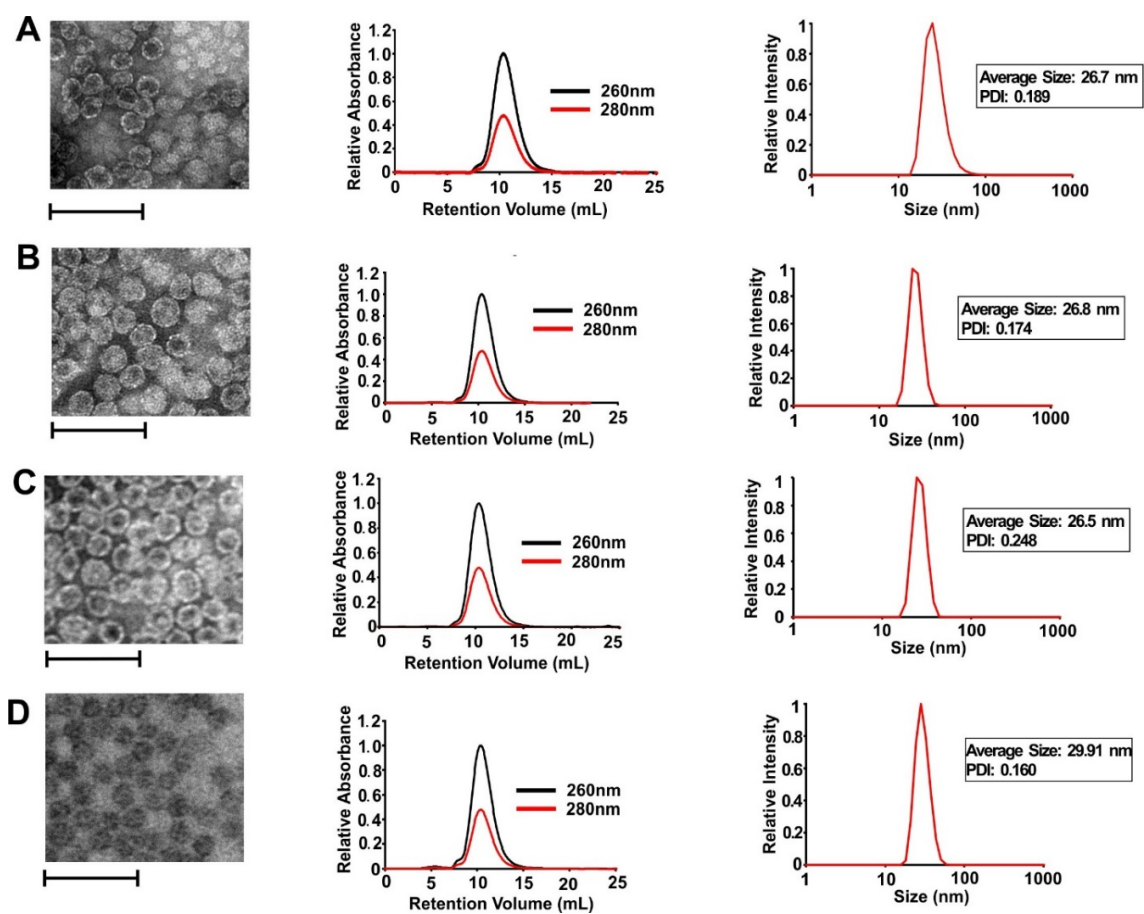 A
Relative Absorbance
1.2
1.0
0.8
0.6
0.4
0.2
0
0 5 10 15 20 25
Retention Volume (mL)
260nm
280nm
Relative Intensity
1
0.8
0.6
0.4
0.2
0
1 10 100 1000
Size (nm)
Average Size: 26.7 nm
PDI: 0.189
B
Relative Absorbance
1.2
1.0
0.8
0.6
0.4
0.2
0
0 5 10 15 20 25
Retention Volume (mL)
260nm
280nm
Relative Intensity
1
0.8
0.6
0.4
0.2
0
1 10 100 1000
Size (nm)
Average Size: 26.8 nm
PDI: 0.174
C
Relative Absorbance
1.2
1.0
0.8
0.6
0.4
0.2
0
0 5 10 15 20 25
Retention Volume (mL)
260nm
280nm
Relative Intensity
1
0.8
0.6
0.4
0.2
0
1 10 100 1000
Size (nm)
Average Size: 26.5 nm
PDI: 0.248
D
Relative Absorbance
1.2
1.0
0.8
0.6
0.4
0.2
0
0 5 10 15 20 25
Retention Volume (mL)
260nm
280nm
Relative Intensity
1
0.8
0.6
0.4
0.2
0
1 10 100 1000
Size (nm)
Average Size: 29.91 nm
PDI: 0.160